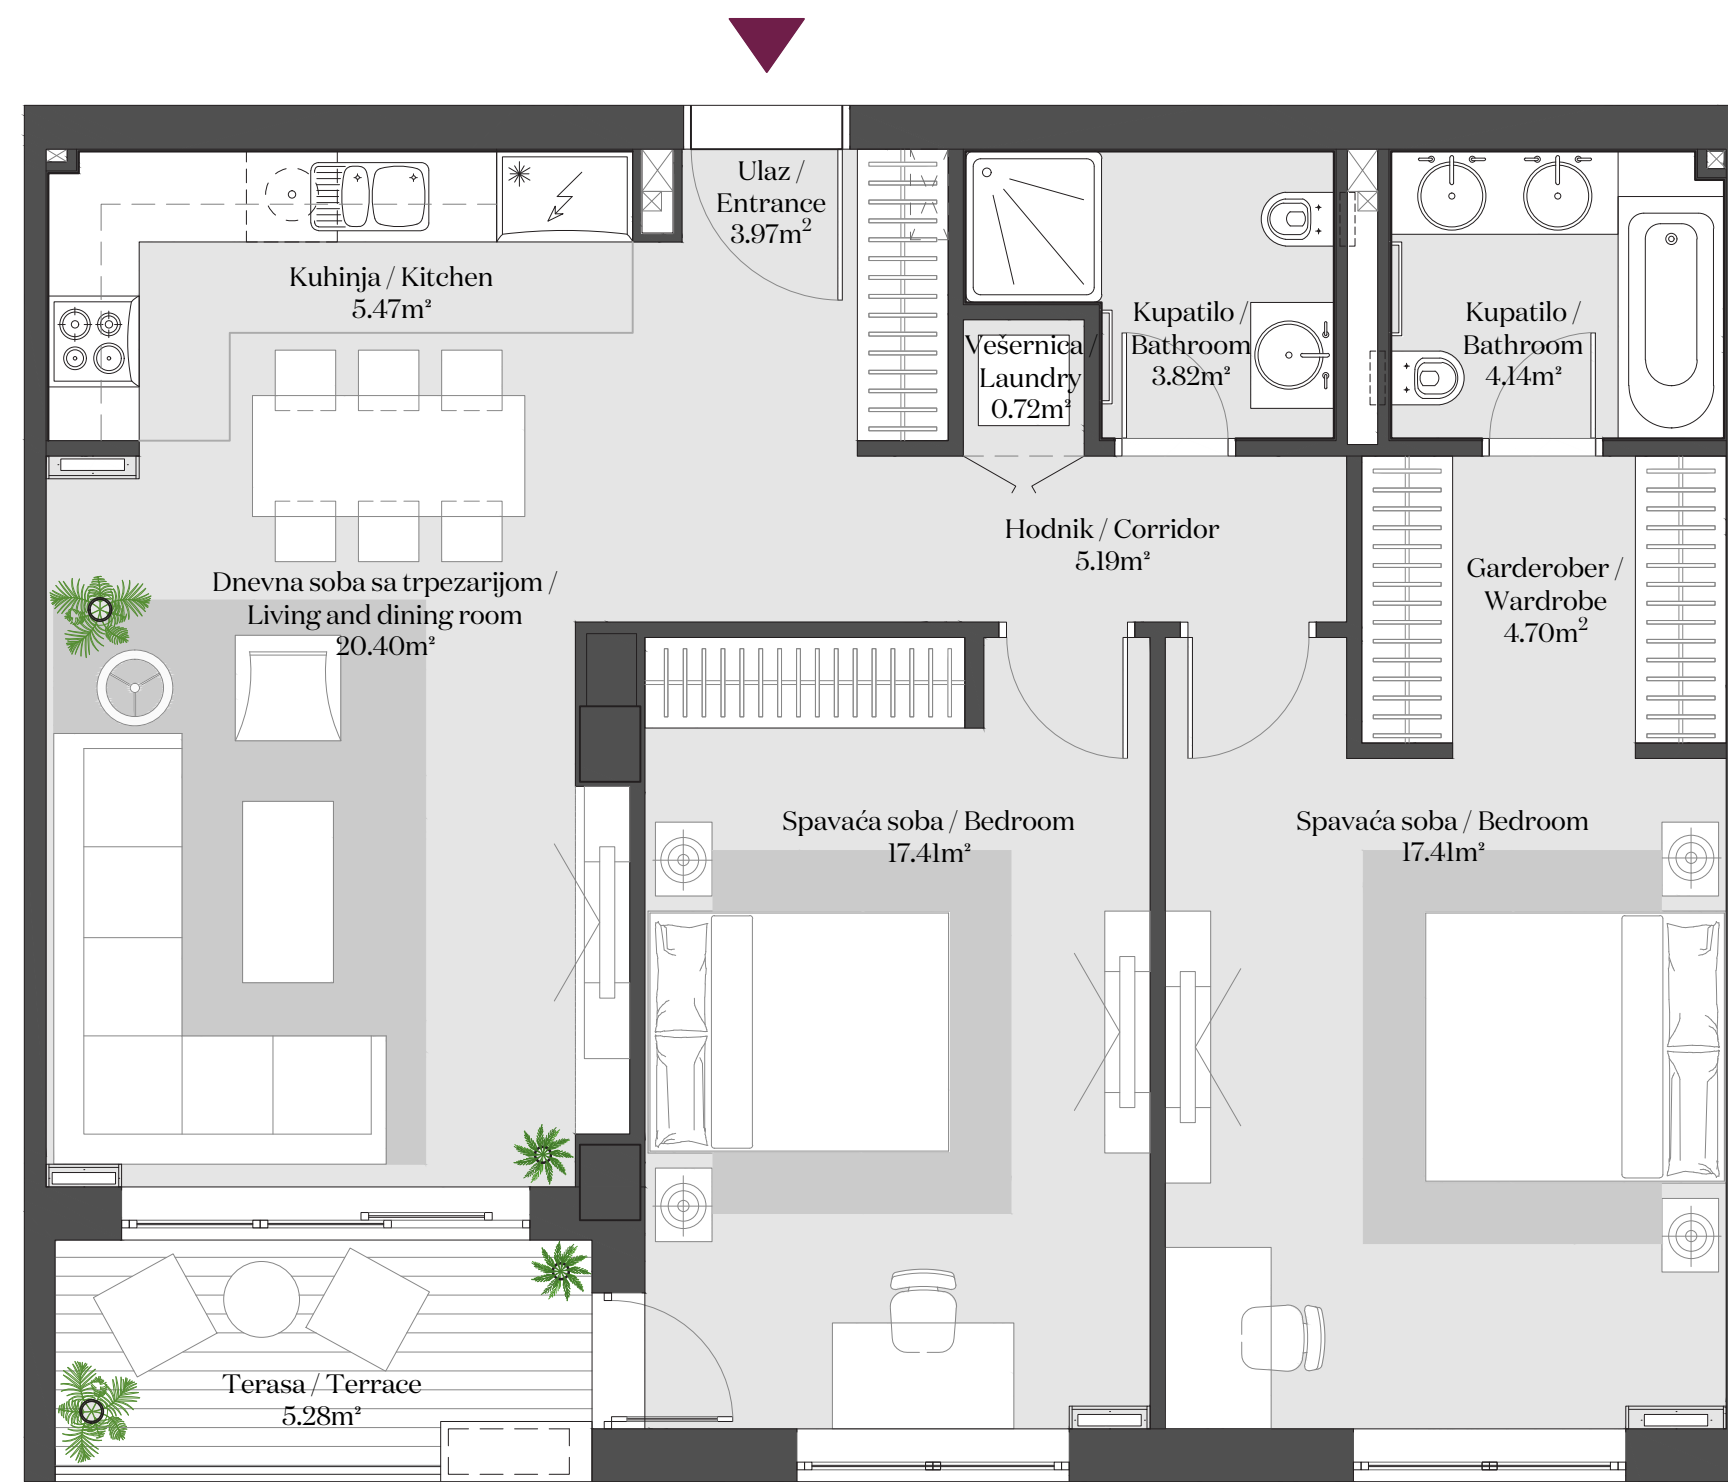 Ulaz /
Entrance
3.97m²
Kuhinja / Kitchen
5.47m²
Vešernica /
Laundry
0.72m²
Kupatilo /
Bathroom
3.82m²
Kupatilo /
Bathroom
4.14m²
Hodnik / Corridor
5.19m²
Garderober /
Wardrobe
4.70m²
Dnevna soba sa trpezarijom /
Living and dining room
20.40m²
Spavaća soba / Bedroom
17.41m²
Spavaća soba / Bedroom
17.41m²
Terasa / Terrace
5.28m²